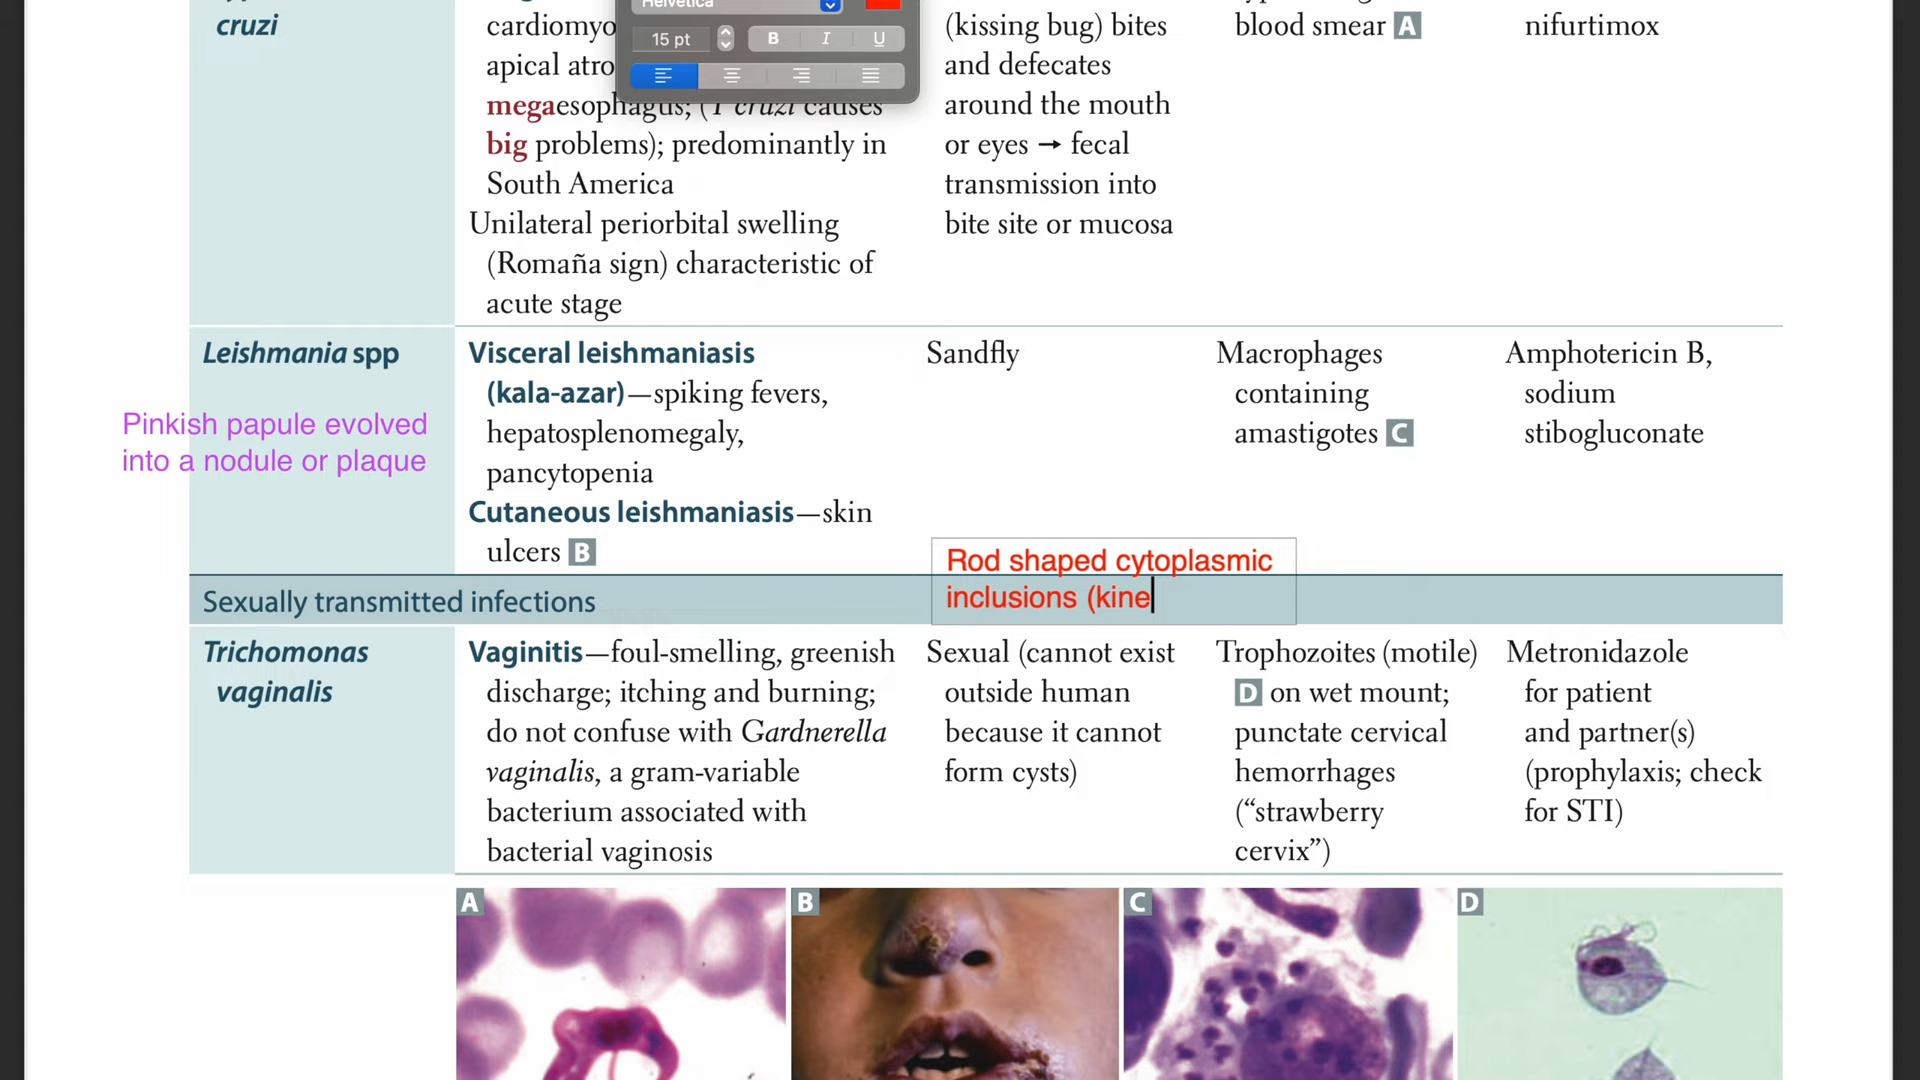 cruzi
cardiomyo
(kissing bug) bites
blood smear A
nifurtimox
Helvetica
15 pt
B I U
apical atro
and defecates
megaesophagus; (T cruzi causes
around the mouth
big problems); predominantly in
or eyes → fecal
South America
transmission into
Unilateral periorbital swelling
bite site or mucosa
(Romaña sign) characteristic of
acute stage
Leishmania spp
Visceral leishmaniasis
(kala-azar)—spiking fevers,
hepatosplenomegaly,
pancytopenia
Cutaneous leishmaniasis—skin
ulcers B
Sandfly
Macrophages
containing
amastigotes C
Amphotericin B,
sodium
stibogluconate
Pinkish papule evolved
into a nodule or plaque
Rod shaped cytoplasmic
inclusions (kine
Sexually transmitted infections
Trichomonas
vaginalis
Vaginitis—foul-smelling, greenish
discharge; itching and burning;
do not confuse with Gardnerella
vaginalis, a gram-variable
bacterium associated with
bacterial vaginosis
Sexual (cannot exist
outside human
because it cannot
form cysts)
Trophozoites (motile)
D on wet mount;
punctate cervical
hemorrhages
(“strawberry
cervix”)
Metronidazole
for patient
and partner(s)
(prophylaxis; check
for STI)
A
B
C
D